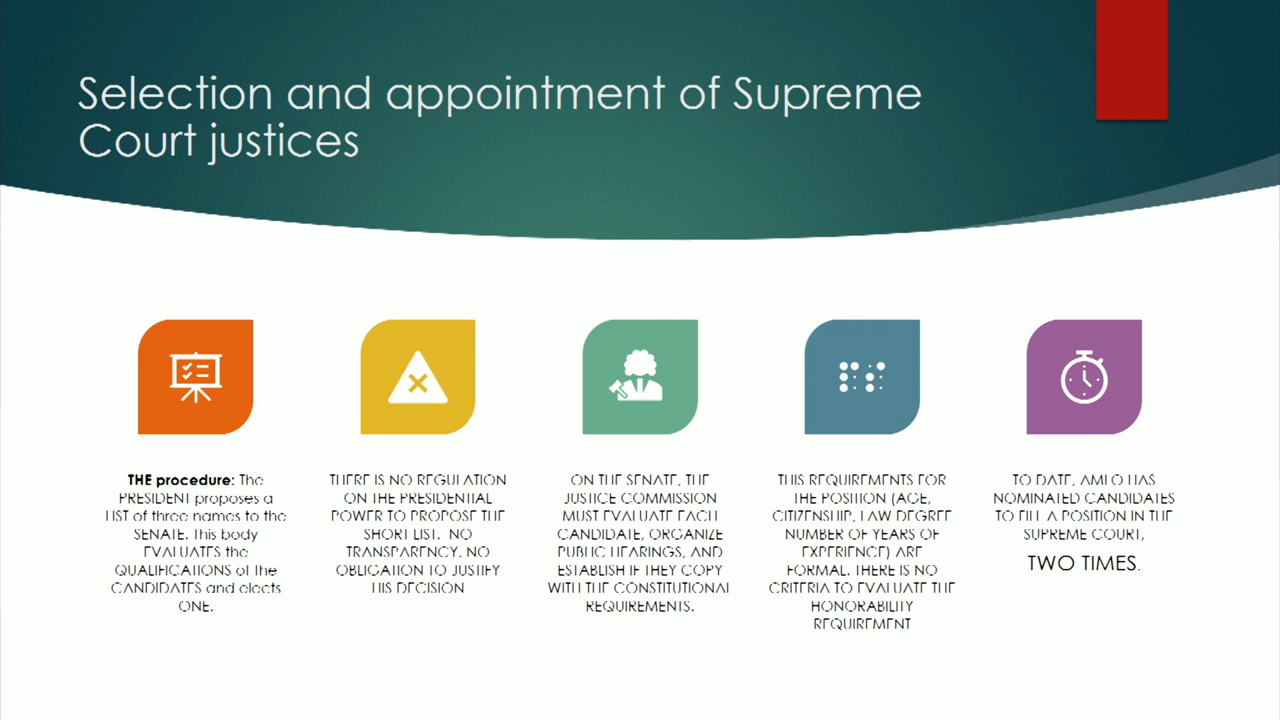 Selection and appointment of Supreme
Court justices
THE procedure: The
PRESIDENT proposes a
LIST of three names to the
SENATE. This body
EVALUATES the
QUALIFICATIONS of the
CANDIDATES and elects
ONE.
THERE IS NO REGULATION
ON THE PRESIDENTIAL
POWER TO PROPOSE THE
SHORT LIST. NO
TRANSPARENCY. NO
OBLIGATION TO JUSTIFY
HIS DECISION
ON THE SENATE, THE
JUSTICE COMMISSION
MUST EVALUATE EACH
CANDIDATE, ORGANIZE
PUBLIC HEARINGS, AND
ESTABLISH IF THEY COPY
WITH THE CONSTITUTIONAL
REQUIREMENTS.
THIS REQUIREMENTS FOR
THE POSITION (AGE,
CITIZENSHIP, LAW DEGREE
NUMBER OF YEARS OF
EXPERIENCE) ARE
FORMAL. THERE IS NO
CRITERIA TO EVALUATE THE
HONORABILITY
REQUIREMENT
TO DATE, AMLO HAS
NOMINATED CANDIDATES
TO FILL A POSITION IN THE
SUPREME COURT,
TWO TIMES.